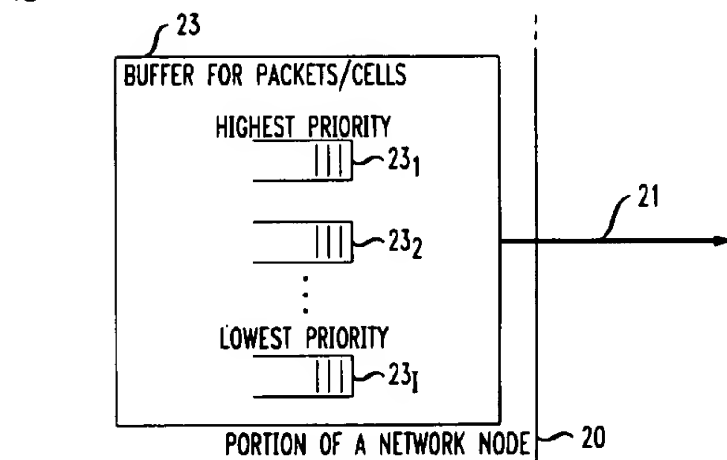 23
BUFFER FOR PACKETS/CELLS
HIGHEST PRIORITY
23₁
21
23₂
LOWEST PRIORITY
23I
PORTION OF A NETWORK NODE 20